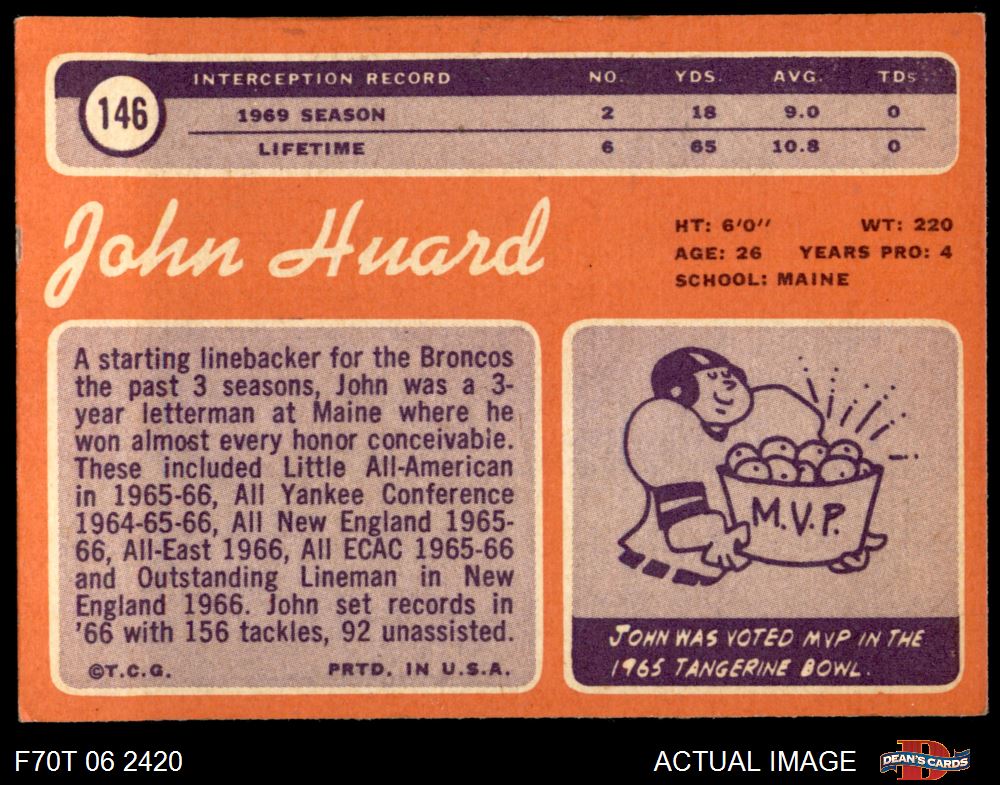 146
INTERCEPTION RECORD NO. YDS. AVG. TDs
1969 SEASON 2 18 9.0 0
LIFETIME 6 65 10.8 0
John Huard
HT: 6'0" WT: 220
AGE: 26 YEARS PRO: 4
SCHOOL: MAINE
A starting linebacker for the Broncos
the past 3 seasons, John was a 3-
year letterman at Maine where he
won almost every honor conceivable.
These included Little All-American
in 1965-66, All Yankee Conference
1964-65-66, All New England 1965-
66, All-East 1966, All ECAC 1965-66
and Outstanding Lineman in New
England 1966. John set records in
'66 with 156 tackles, 92 unassisted.
©T.C.G. PRTD. IN U.S.A.
M.V.P.
JOHN WAS VOTED MVP IN THE
1965 TANGERINE BOWL.
F70T 06 2420
ACTUAL IMAGE
D
DEAN'S CARDS